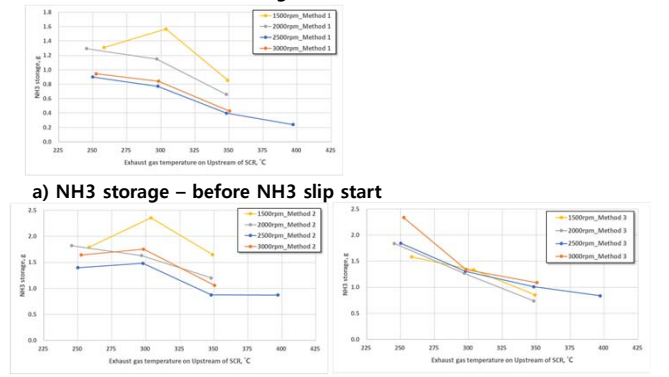 1.8
1.6
1.4
1.2
1.0
0.8
0.6
0.4
0.2
0.0
NH3 storage, g
225 250 275 300 325 350 375 400 425
Exhaust gas temperature on Upstream of SCR, °C
1500rpm_Method 1
2000rpm_Method 1
2500rpm_Method 1
3000rpm_Method 1
a) NH3 storage – before NH3 slip start
2.5
2.0
1.5
1.0
0.5
0.0
NH3 storage, g
225 250 275 300 325 350 375 400 425
Exhaust gas temperature on Upstream of SCR, °C
1500rpm_Method 2
2000rpm_Method 2
2500rpm_Method 2
3000rpm_Method 2
2.5
2.0
1.5
1.0
0.5
0.0
NH3 storage, g
225 250 275 300 325 350 375 400 425
Exhaust gas temperature on Upstream of SCR, °C
1500rpm_Method 3
2000rpm_Method 3
2500rpm_Method 3
3000rpm_Method 3